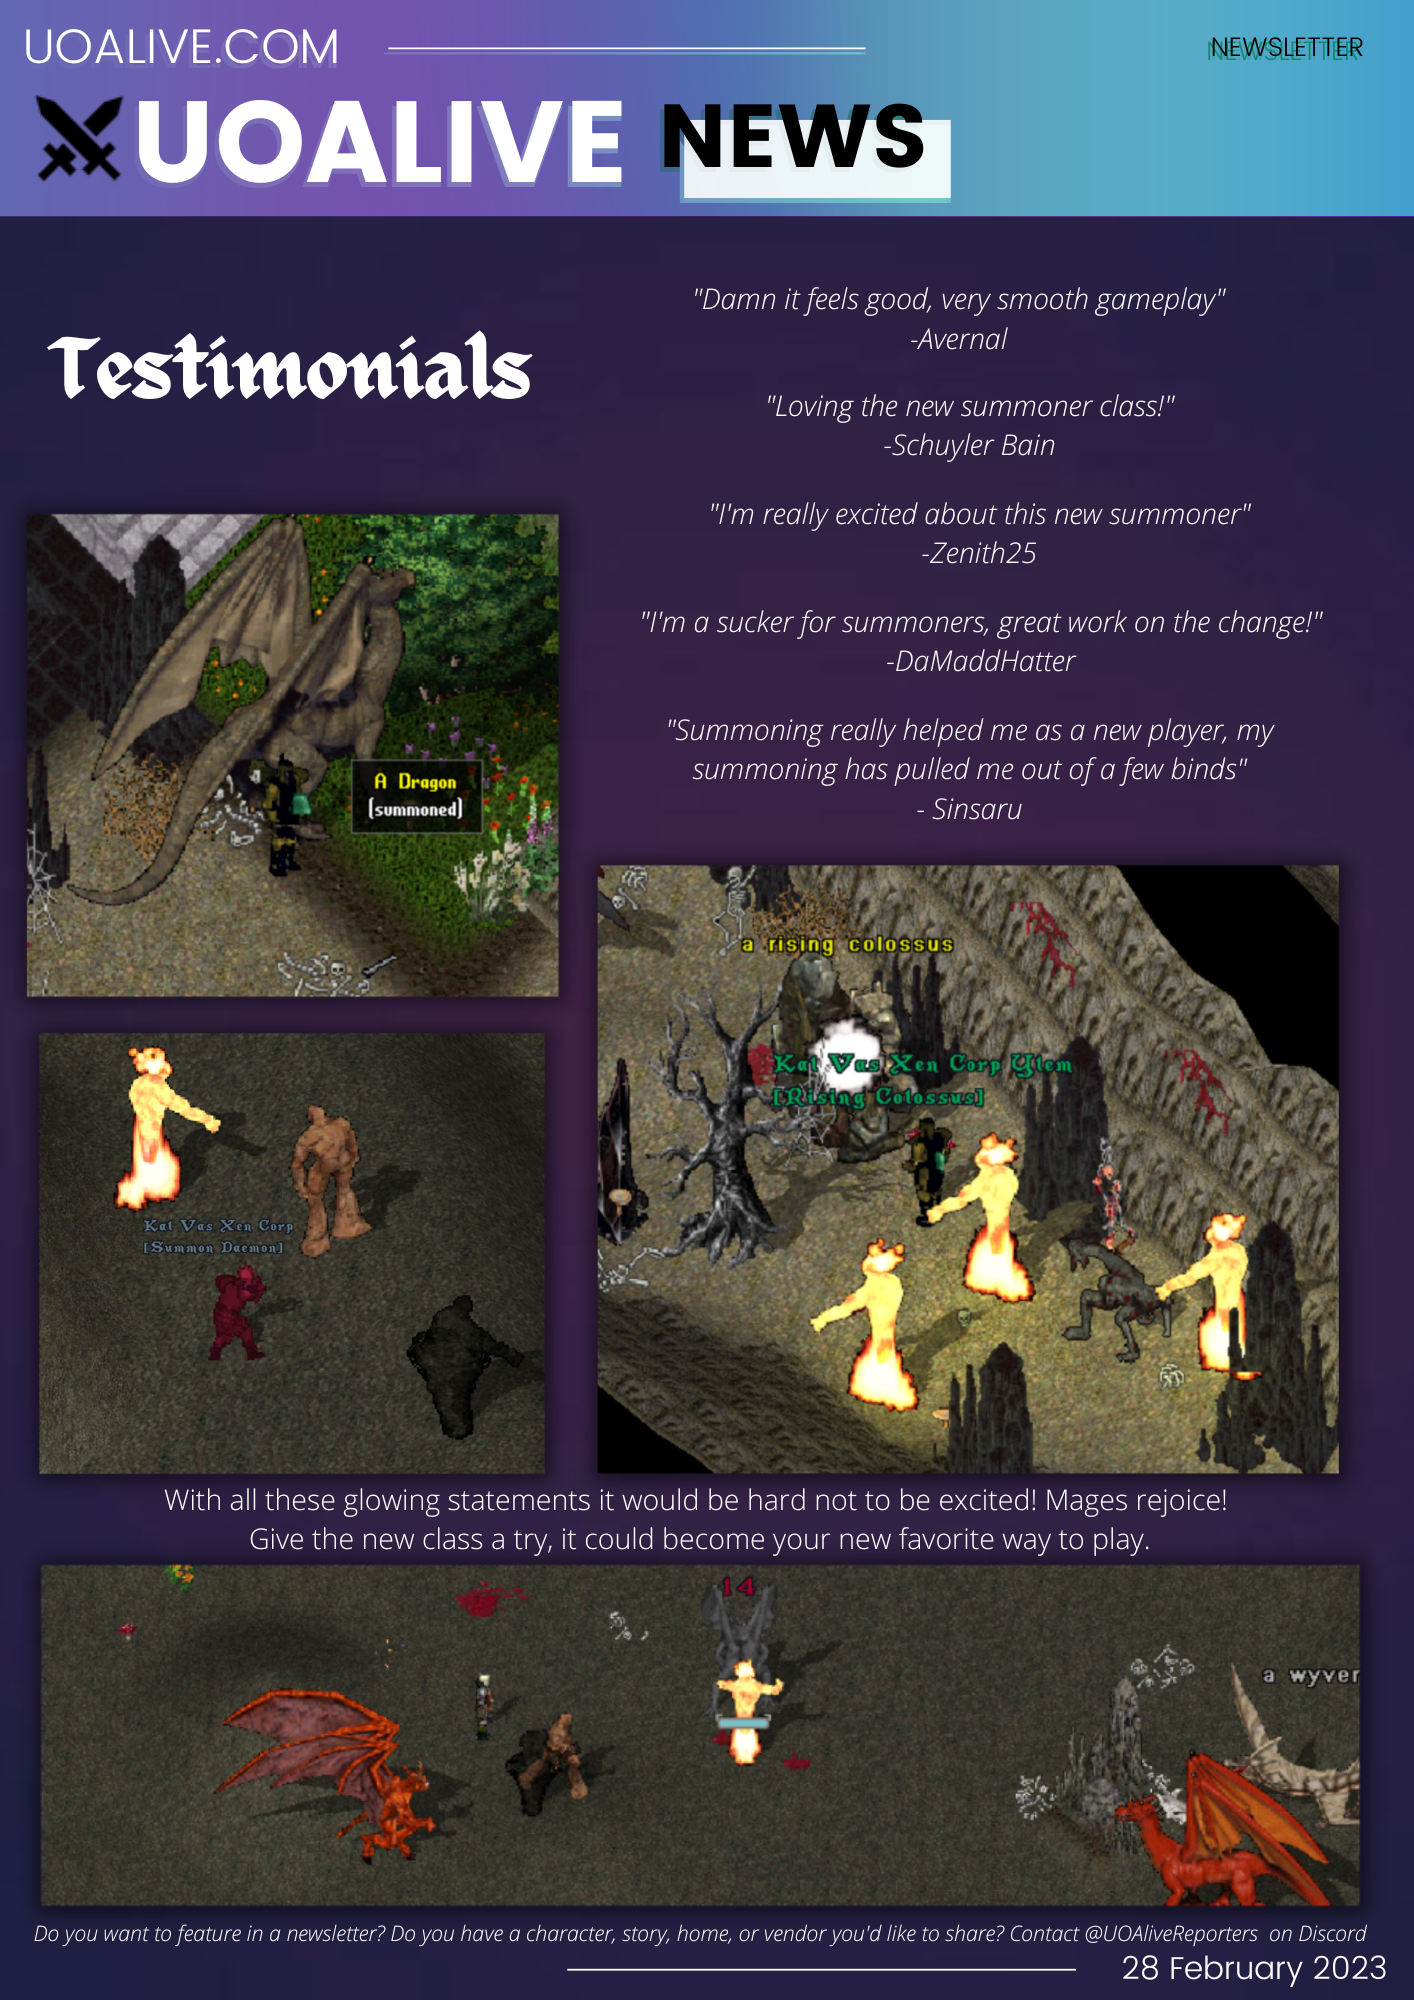 UOALIVE.COM
NEWSLETTER
UOALIVE NEWS
Testimonials
"Damn it feels good, very smooth gameplay"
-Avernal
"Loving the new summoner class!"
-Schuyler Bain
"I'm really excited about this new summoner"
-Zenith25
"I'm a sucker for summoners, great work on the change!"
-DaMaddHatter
"Summoning really helped me as a new player, my
summoning has pulled me out of a few binds"
- Sinsaru
A Dragon
(summoned)
a rising colossus
Kal Vas Xen Corp Ylem
[Rising Colossus]
Kal Vas Xen Corp
[Summon Daemon]
With all these glowing statements it would be hard not to be excited! Mages rejoice!
Give the new class a try, it could become your new favorite way to play.
14
a wyver
Do you want to feature in a newsletter? Do you have a character, story, home, or vendor you'd like to share? Contact @UOAliveReporters on Discord
28 February 2023